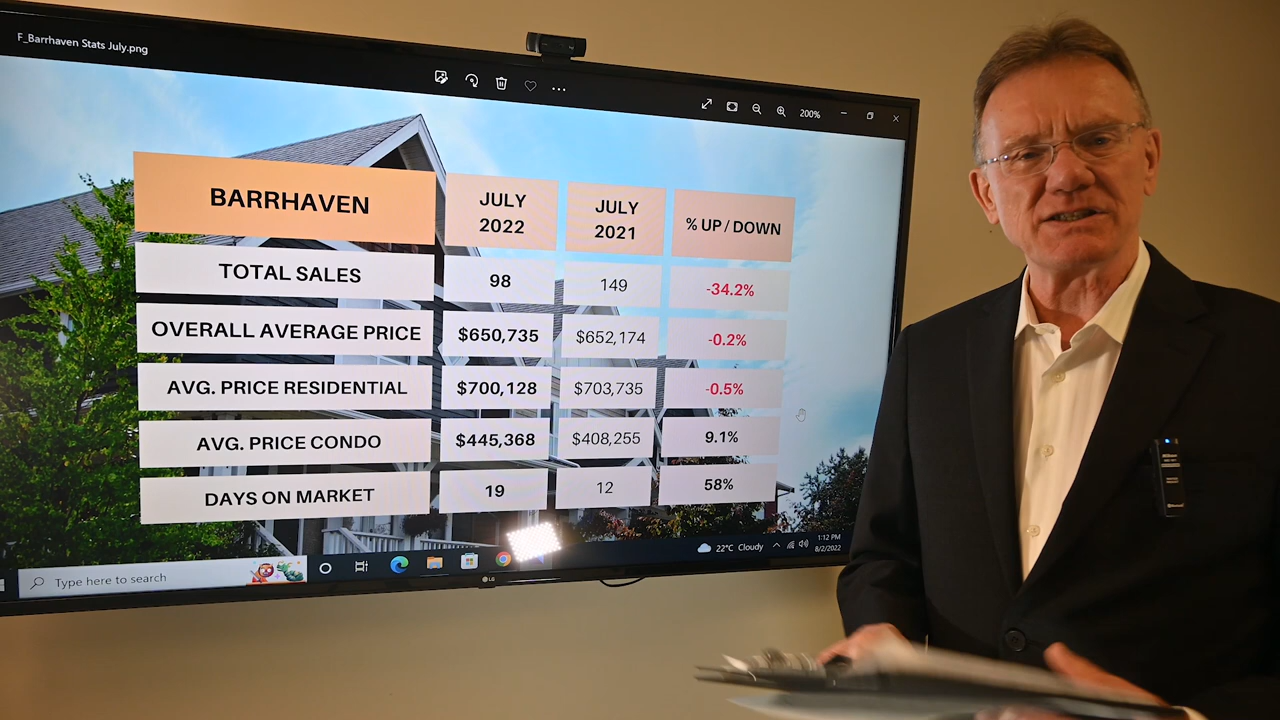 F_Barrhaven Stats July.png
200%
BARRHAVEN
JULY 2022
JULY 2021
% UP / DOWN
TOTAL SALES
98
149
-34.2%
OVERALL AVERAGE PRICE
$650,735
$652,174
-0.2%
AVG. PRICE RESIDENTIAL
$700,128
$703,735
-0.5%
AVG. PRICE CONDO
$445,368
$408,255
9.1%
DAYS ON MARKET
19
12
58%
Type here to search
22°C Cloudy
1:12 PM
8/2/2022
LG